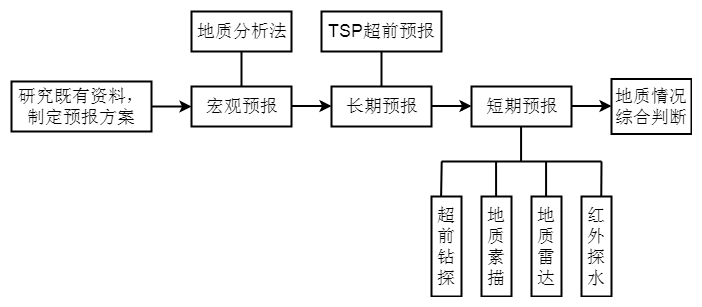 地质分析法
TSP超前预报
研究既有资料，
制定预报方案
宏观预报
长期预报
短期预报
地质情况
综合判断
超前钻探
地质素描
地质雷达
红外探水